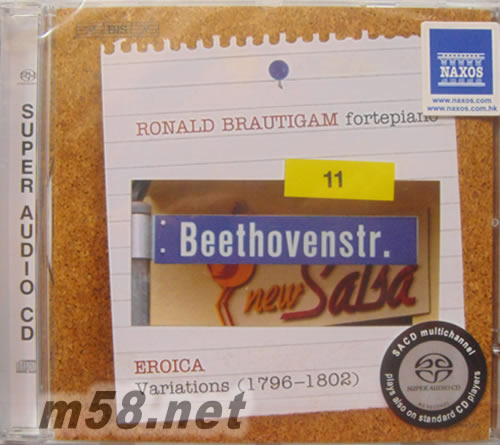 BIS
NAXOS
www.naxos.com
www.naxos.com.hk
RONALD BRAUTIGAM fortepiano
11
Beethovenstr.
new Salsa
EROICA
Variations (1796–1802)
SUPER AUDIO CD
SACD multichannel
SUPER AUDIO CD
plays also on standard CD players
m58.net